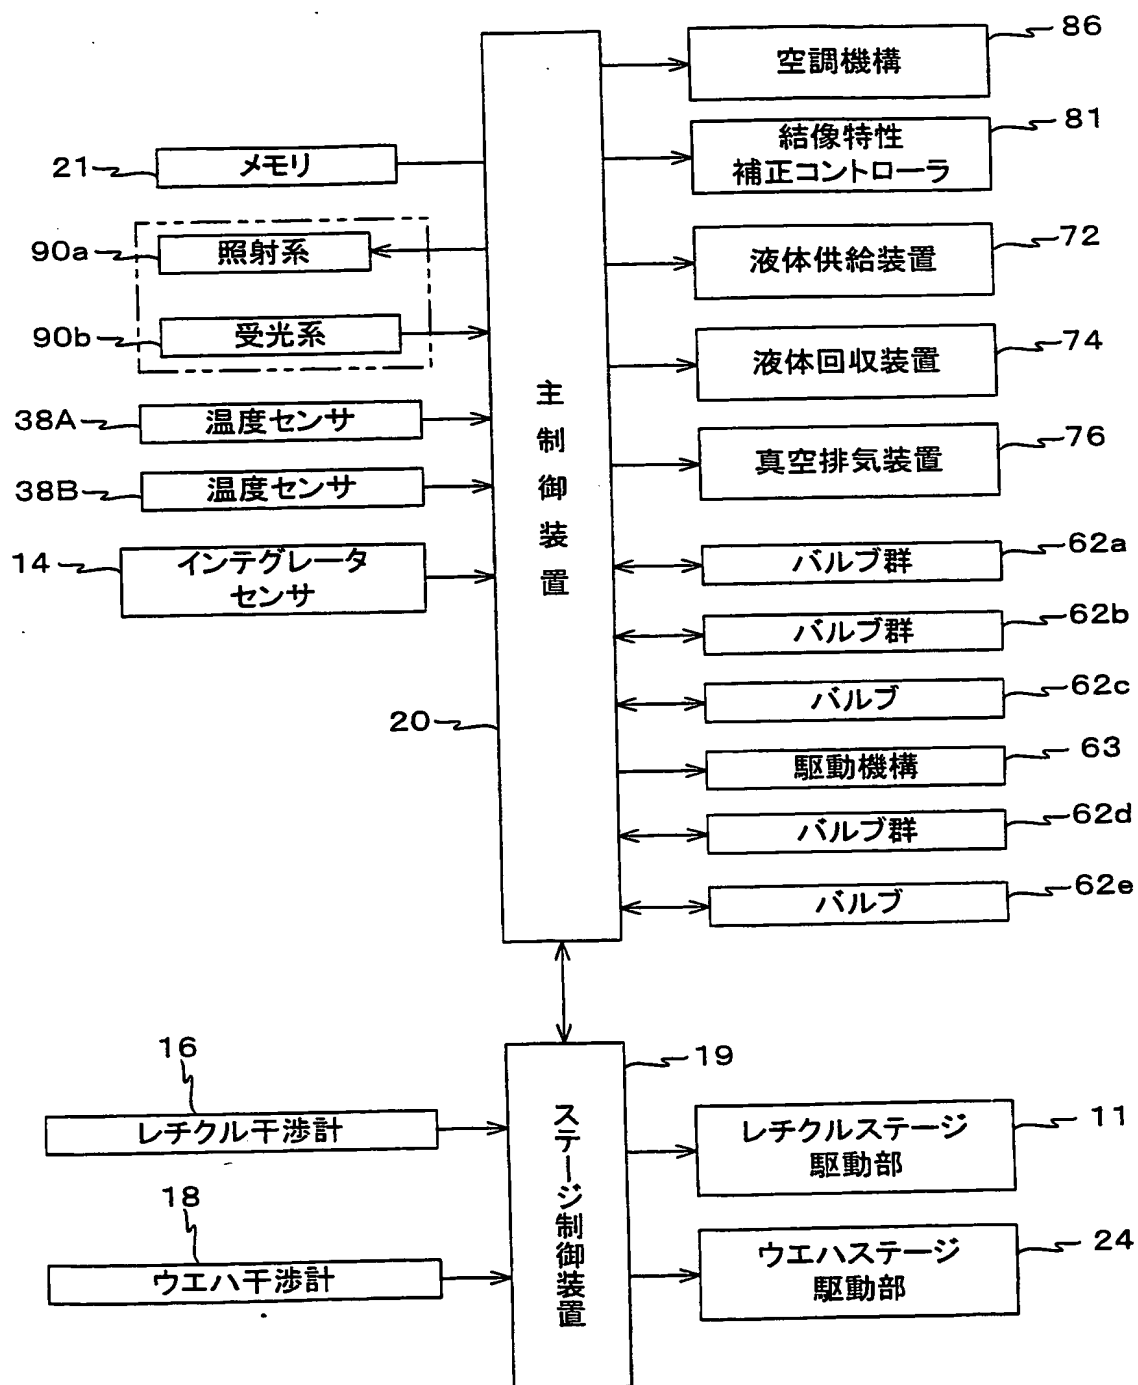 86
空調機構
81
結像特性
補正コントローラ
21
メモリ
90a
照射系
72
液体供給装置
90b
受光系
74
液体回収装置
38A
温度センサ
主制御装置
76
真空排気装置
38B
温度センサ
14
インテグレータ
センサ
62a
バルブ群
62b
バルブ群
62c
バルブ
20
63
駆動機構
62d
バルブ群
62e
バルブ
16
レチクル干渉計
19
ステージ制御装置
11
レチクルステージ
駆動部
18
ウエハ干渉計
24
ウエハステージ
駆動部